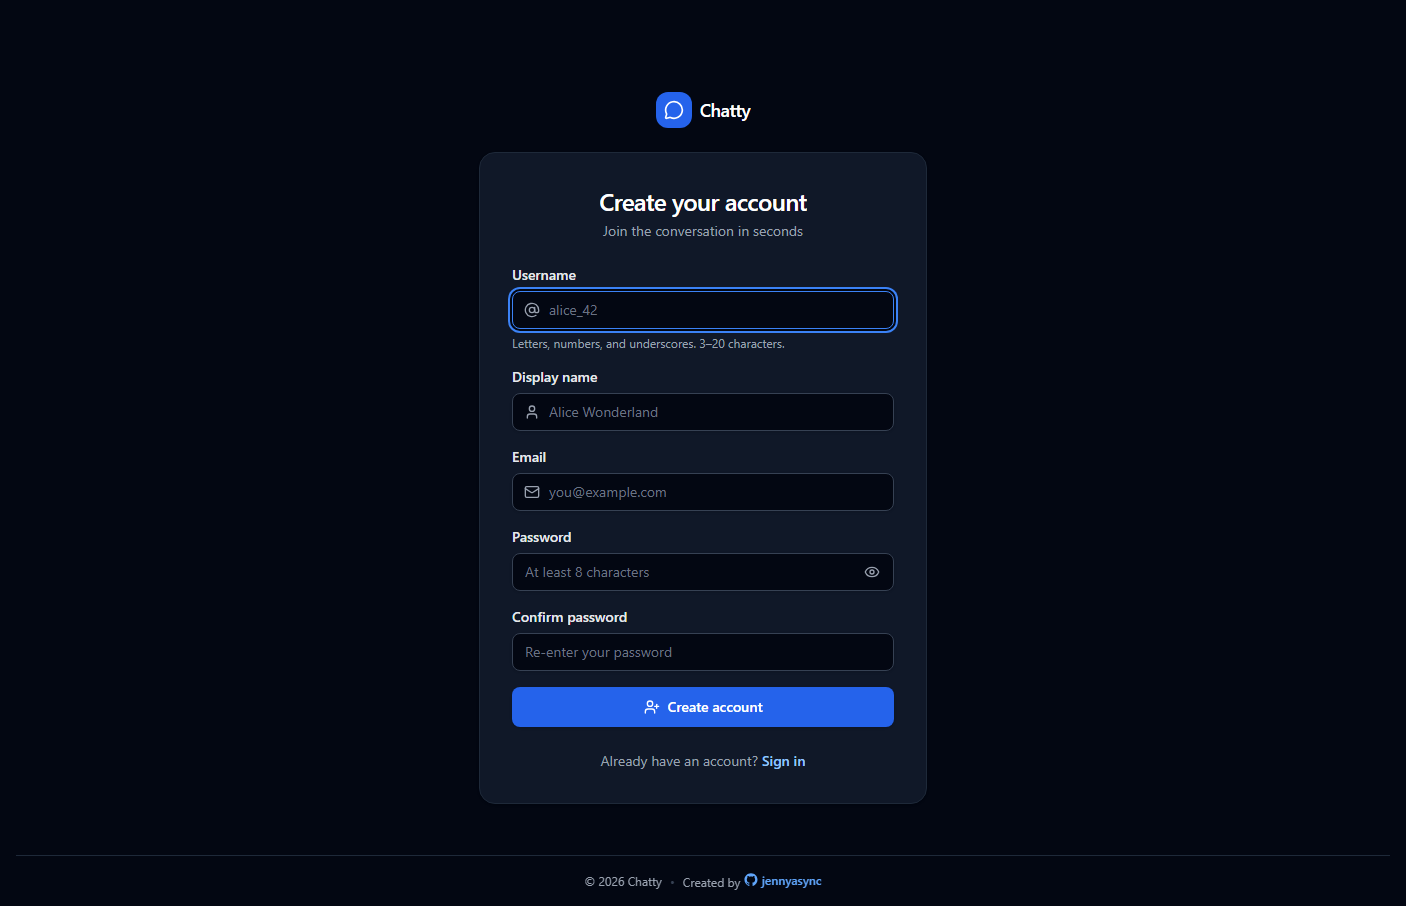 Chatty
Create your account
Join the conversation in seconds
Username
alice_42
Letters, numbers, and underscores. 3–20 characters.
Display name
Alice Wonderland
Email
you@example.com
Password
At least 8 characters
Confirm password
Re-enter your password
Create account
Already have an account? Sign in
© 2026 Chatty • Created by jennyasync